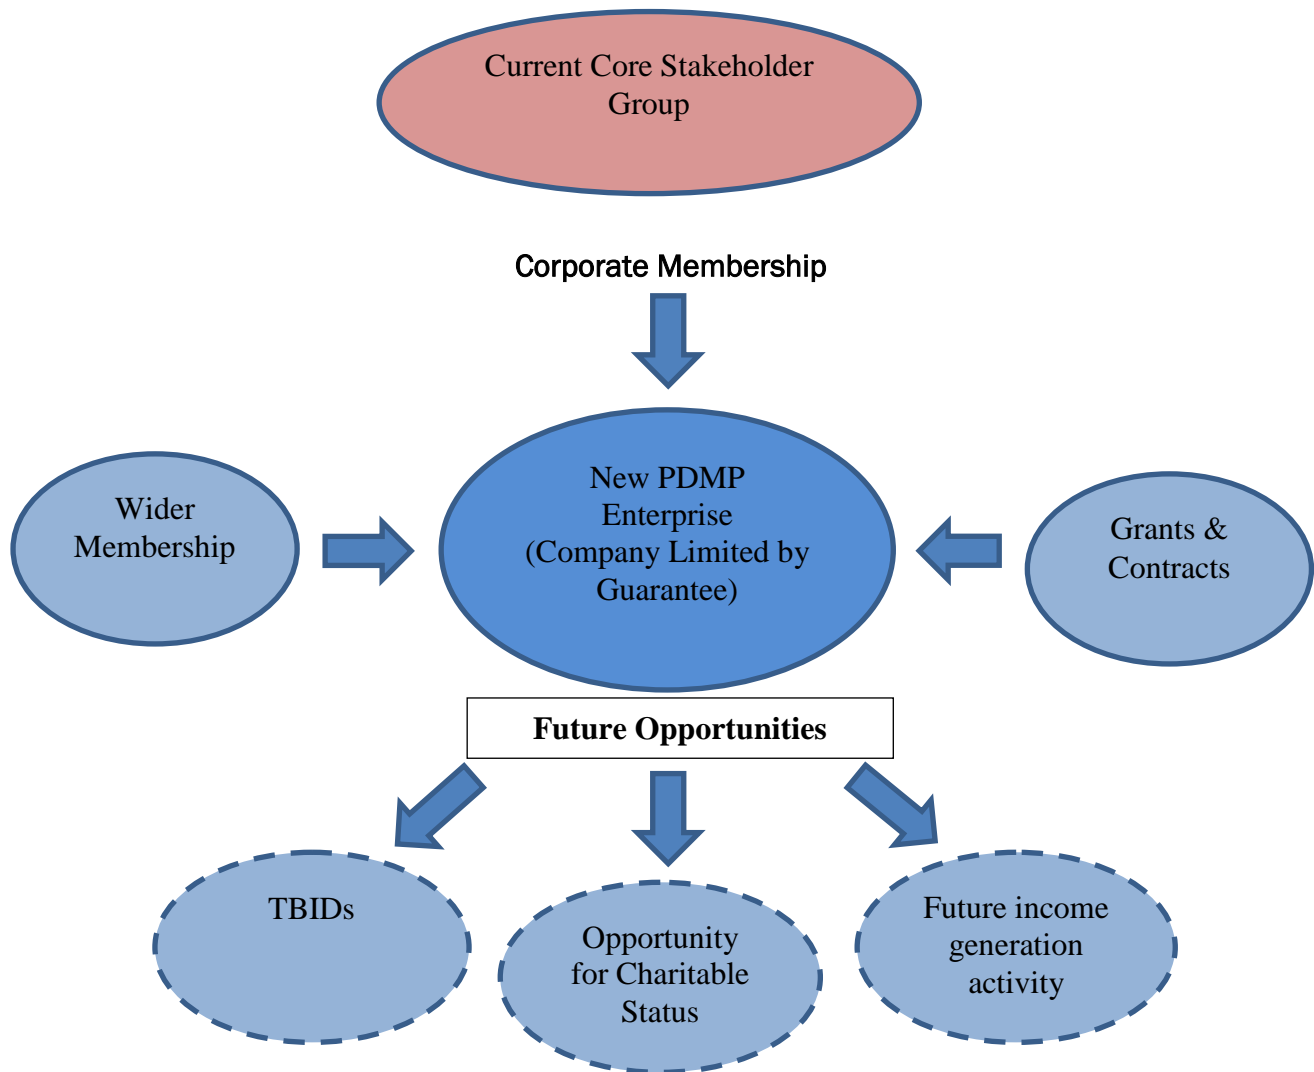 Current Core Stakeholder
Group
Corporate Membership
Wider
Membership
New PDMP
Enterprise
(Company Limited by
Guarantee)
Grants &
Contracts
Future Opportunities
TBIDs
Opportunity
for Charitable
Status
Future income
generation
activity